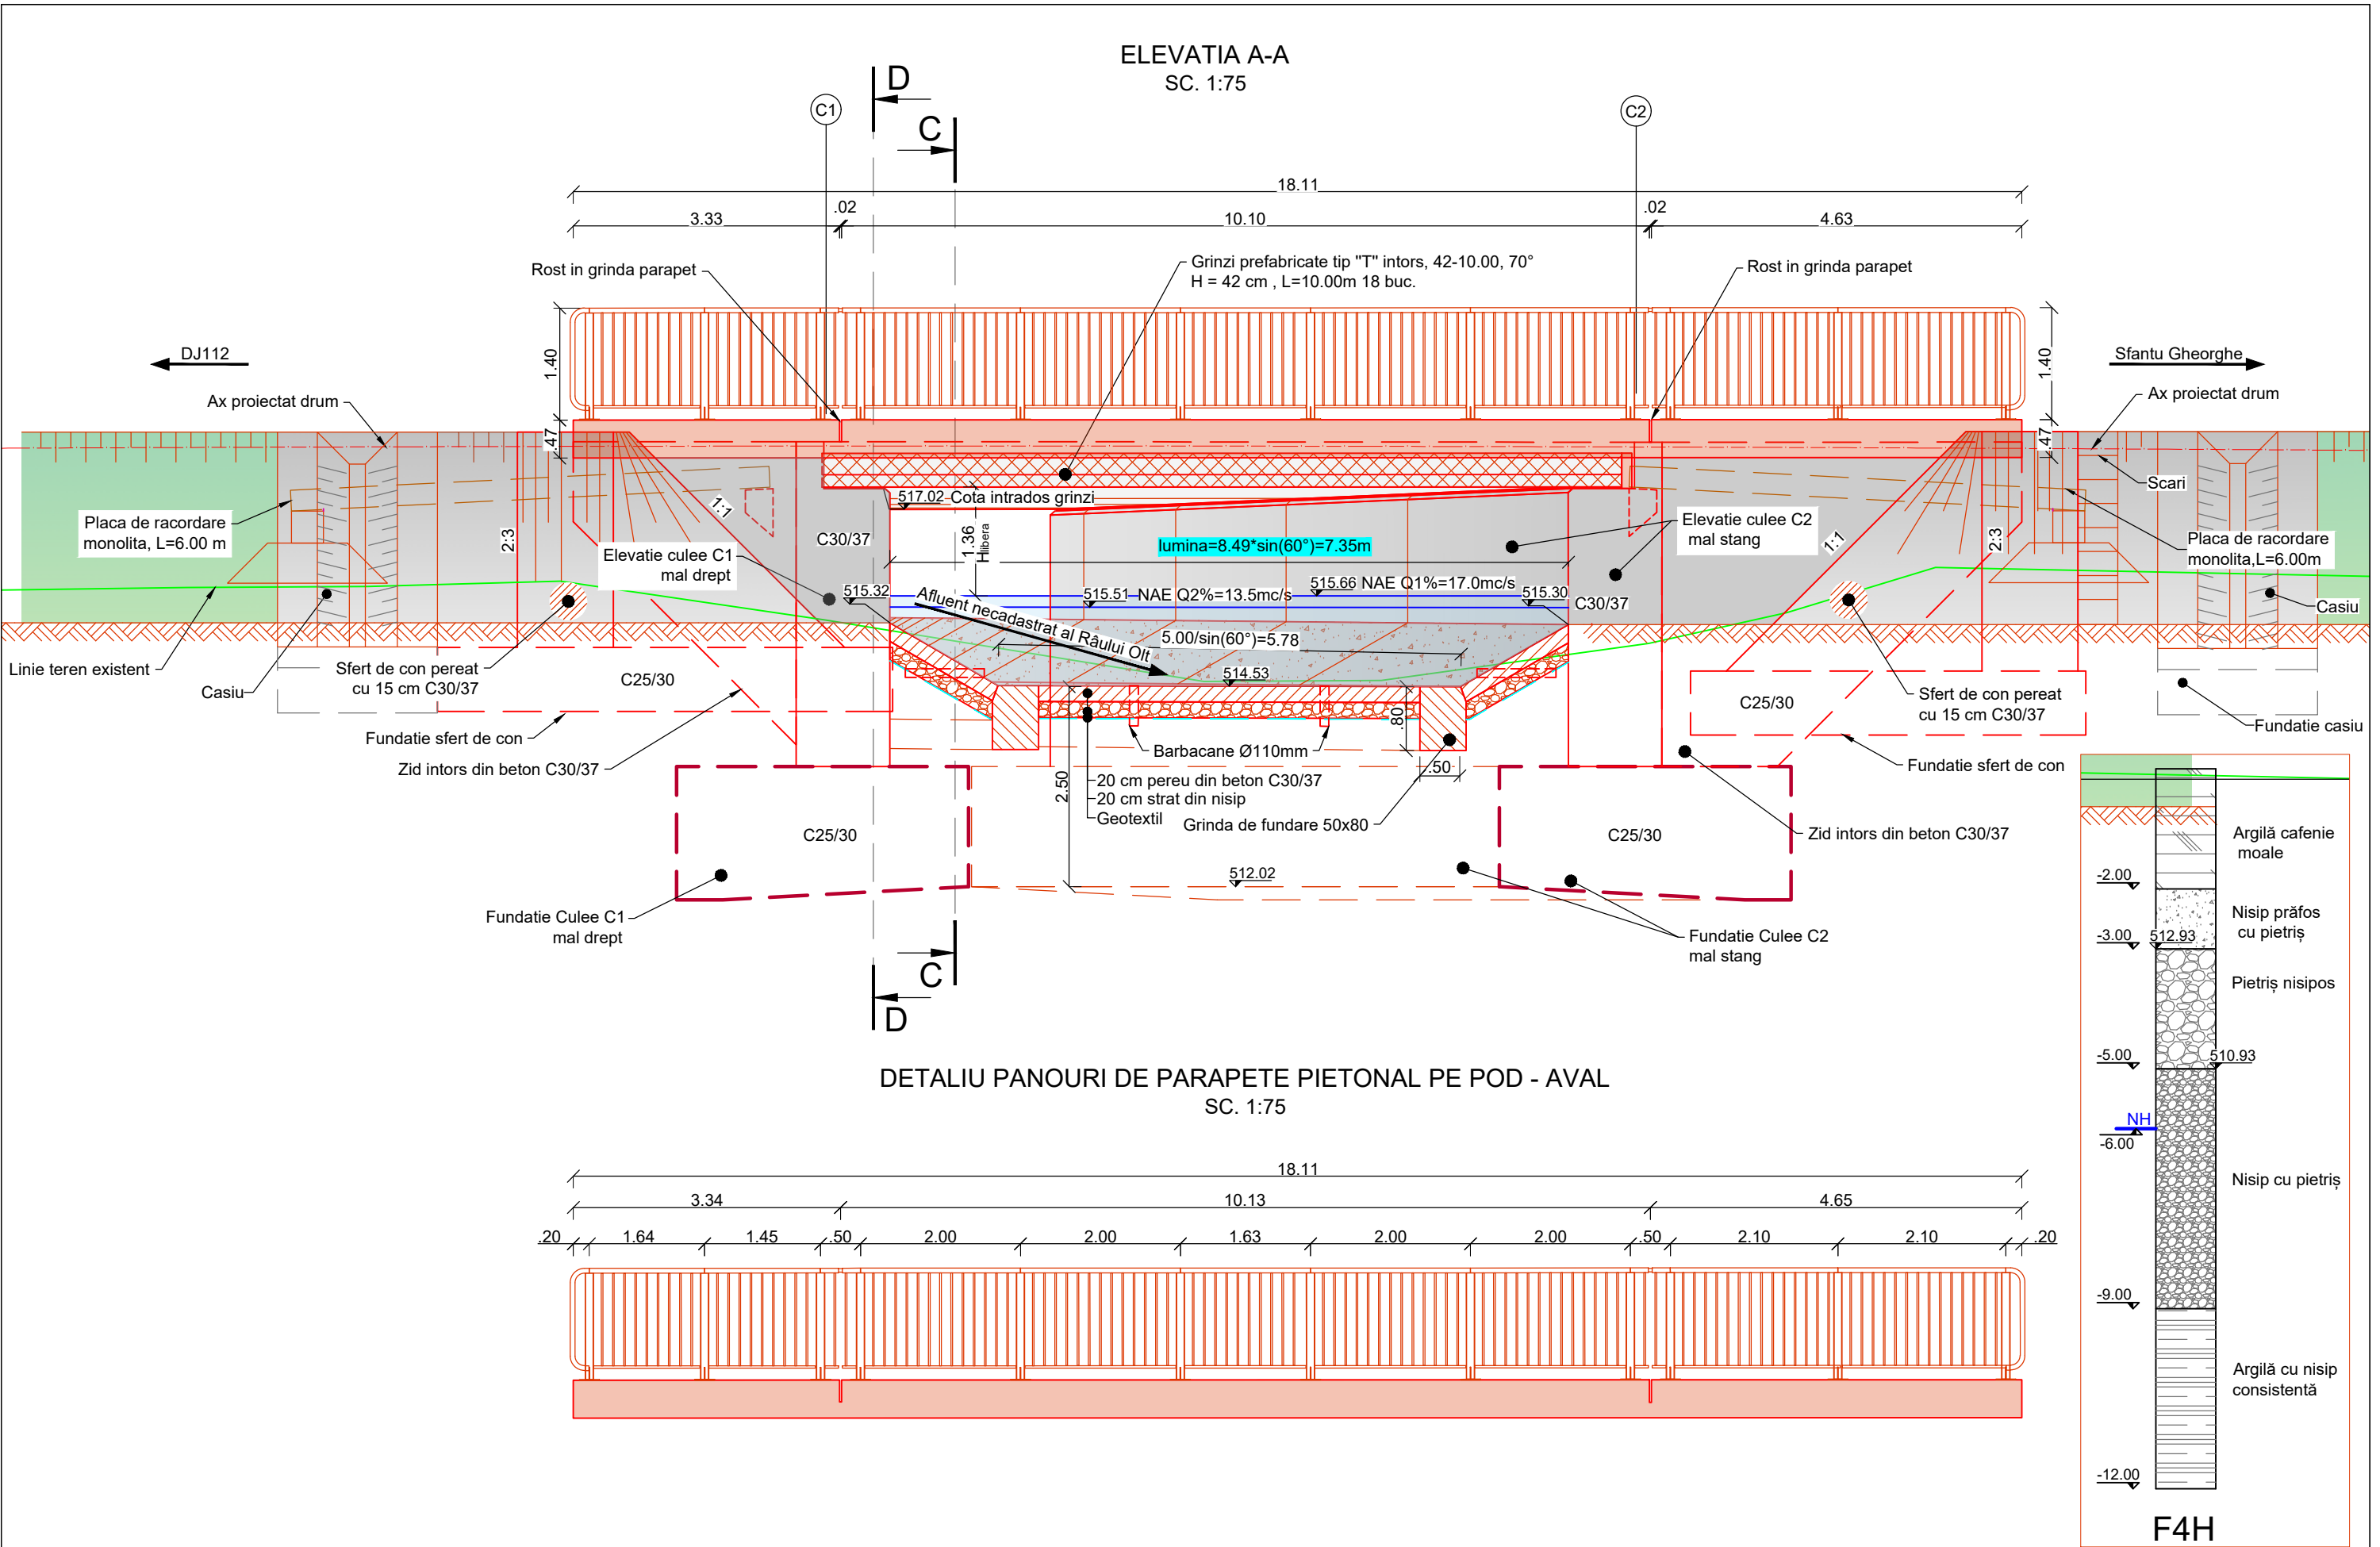 ELEVATIA A-A
SC. 1:75
D
C1
C2
C
18.11
3.33
.02
10.10
.02
4.63
Rost in grinda parapet
Grinzi prefabricate tip "T" intors, 42-10.00, 70°
H = 42 cm , L=10.00m 18 buc.
Rost in grinda parapet
1.40
1.40
DJ112
Sfantu Gheorghe
Ax proiectat drum
Ax proiectat drum
.47
.47
Scari
517.02 Cota intrados grinzi
1:1
1:1
2:3
2:3
Placa de racordare
monolita, L=6.00 m
C30/37
1.36
Hlibera
Elevatie culee C2
mal stang
lumina=8.49*sin(60°)=7.35m
Placa de racordare
monolita,L=6.00m
Elevatie culee C1
mal drept
515.32
515.66 NAE Q1%=17.0mc/s
515.51 NAE Q2%=13.5mc/s
515.30
C30/37
Casiu
Afluent necadastrat al Râului Olt
5.00/sin(60°)=5.78
514.53
Linie teren existent
Casiu
Sfert de con pereat
cu 15 cm C30/37
C25/30
C25/30
Sfert de con pereat
cu 15 cm C30/37
Fundatie casiu
Fundatie sfert de con
Fundatie sfert de con
Zid intors din beton C30/37
Barbacane Ø110mm
.80
.50
2.50
20 cm pereu din beton C30/37
20 cm strat din nisip
Geotextil
Grinda de fundare 50x80
C25/30
C25/30
Zid intors din beton C30/37
512.02
Fundatie Culee C1
mal drept
Fundatie Culee C2
mal stang
C
D
Argilă cafenie
moale
-2.00
Nisip prăfos
cu pietriș
-3.00
512.93
Pietriș nisipos
-5.00
510.93
NH
-6.00
Nisip cu pietriș
-9.00
Argilă cu nisip
consistentă
-12.00
F4H
DETALIU PANOURI DE PARAPETE PIETONAL PE POD - AVAL
SC. 1:75
18.11
3.34
10.13
4.65
.20
1.64
1.45
.50
2.00
2.00
1.63
2.00
2.00
.50
2.10
2.10
.20